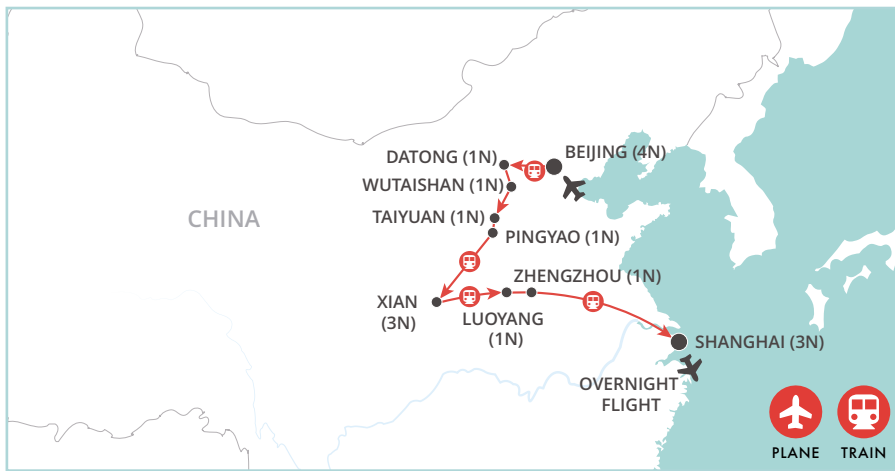 DATONG (1N)
BEIJING (4N)
WUTAISHAN (1N)
TAIYUAN (1N)
CHINA
PINGYAO (1N)
ZHENGZHOU (1N)
XIAN
(3N)
LUOYANG
(1N)
SHANGHAI (3N)
OVERNIGHT
FLIGHT
PLANE
TRAIN